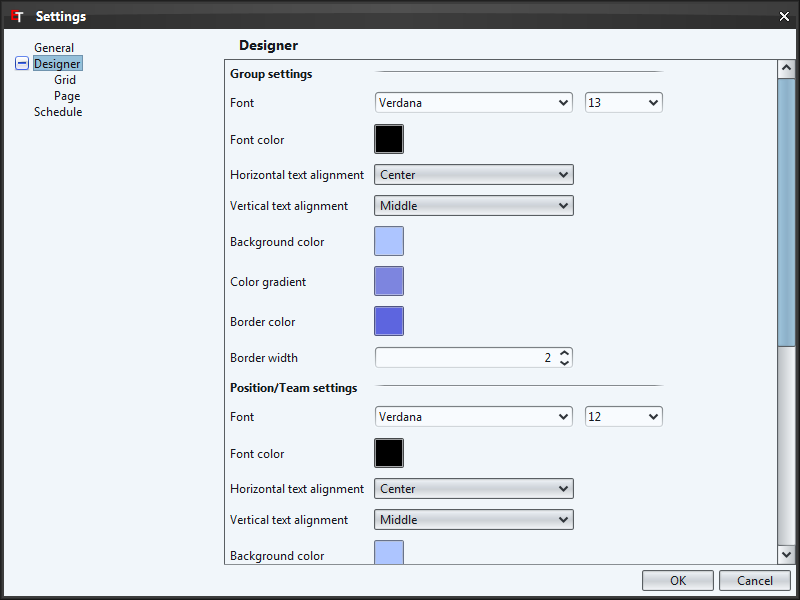 ET Settings
General
Designer
Grid
Page
Schedule
Designer
Group settings
Font Verdana 13
Font color
Horizontal text alignment Center
Vertical text alignment Middle
Background color
Color gradient
Border color
Border width 2
Position/Team settings
Font Verdana 12
Font color
Horizontal text alignment Center
Vertical text alignment Middle
Background color
OK Cancel